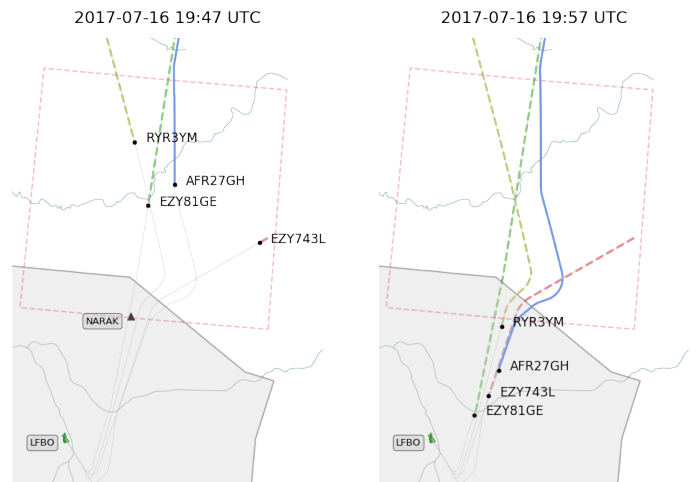 2017-07-16 19:47 UTC
RYR3YM
AFR27GH
EZY81GE
EZY743L
NARAK
LFBO
2017-07-16 19:57 UTC
RYR3YM
AFR27GH
EZY743L
EZY81GE
LFBO